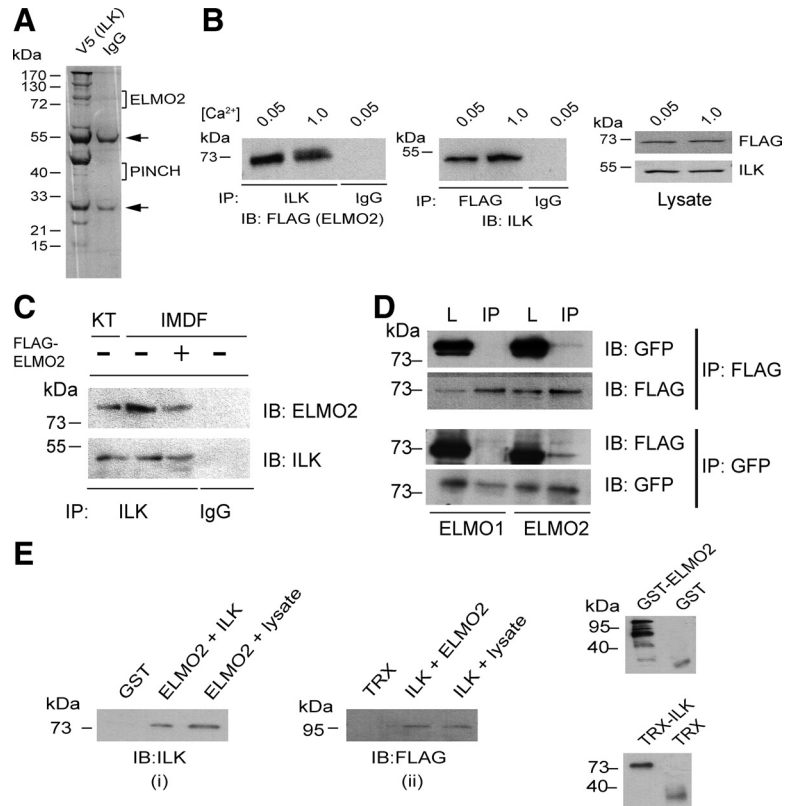 A
V5 (ILK)
IgG
kDa
170
130
72
55
40
33
21
15
ELMO2
PINCH
B
[Ca2+]
0.05 1.0 0.05
kDa
73
IP: ILK IgG
IB: FLAG (ELMO2)
0.05 1.0 0.05
kDa
55
IP: FLAG IgG
IB: ILK
0.05 1.0
kDa
73 FLAG
55 ILK
Lysate
C
KT IMDF
FLAG-
ELMO2
– – + –
kDa
73
IB: ELMO2
55
IB: ILK
IP: ILK IgG
D
L IP L IP
kDa
73
IB: GFP
73
IB: FLAG
IP: FLAG
73
IB: FLAG
73
IB: GFP
IP: GFP
ELMO1 ELMO2
E
GST
ELMO2 + ILK
ELMO2 + lysate
kDa
73
IB:ILK
(i)
TRX
ILK + ELMO2
ILK + lysate
kDa
95
IB:FLAG
(ii)
GST-ELMO2
GST
kDa
95
40
TRX-ILK
TRX
kDa
73
40